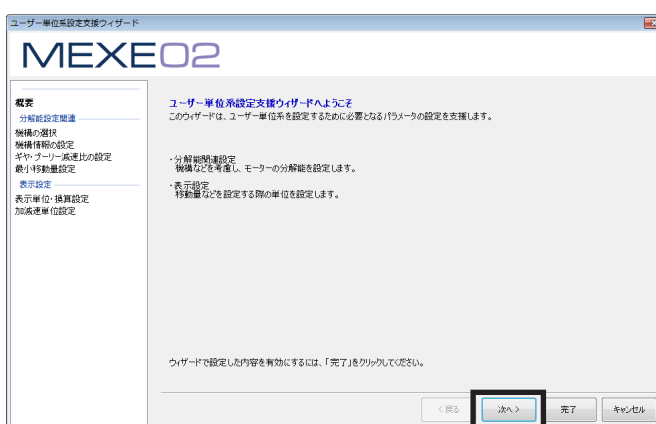 ユーザー単位系設定支援ウィザード
MEXE02
概要
分解能設定関連
機構の選択
機構情報の設定
ギヤ・プーリー減速比の設定
最小移動量設定
表示設定
表示単位・換算設定
加減速単位設定
ユーザー単位系設定支援ウィザードへようこそ
このウィザードは、ユーザー単位系を設定するために必要となるパラメータの設定を支援します。
・分解能関連設定
機構などを考慮し、モーターの分解能を設定します。
・表示設定
移動量などを設定する際の単位を設定します。
ウィザードで設定した内容を有効にするには、「完了」をクリックしてください。
< 戻る
次へ >
完了
キャンセル